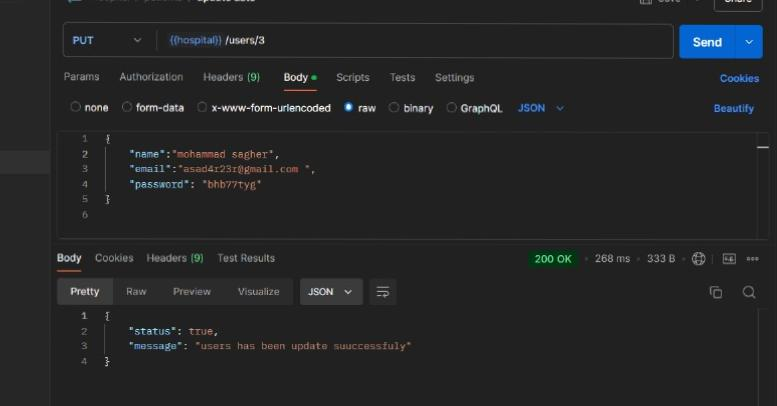 PUT {{hospital}} /users/3 Send
Params Authorization Headers (9) Body Scripts Tests Settings Cookies
none form-data x-www-form-urlencoded raw binary GraphQL JSON Beautify
1 {
2 "name":"mohammad sagher",
3 "email":"asad4r23r@gmail.com ",
4 "password": "bhb77tyg"
5 }
6
Body Cookies Headers (9) Test Results 200 OK 268 ms 333 B
Pretty Raw Preview Visualize JSON
1 {
2 "status": true,
3 "message": "users has been update suuccessfuly"
4 }